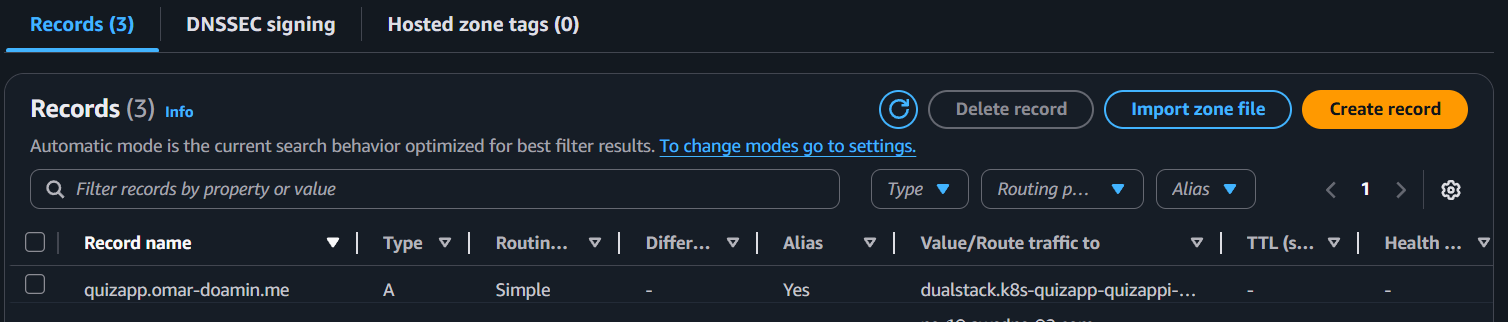 Records (3) DNSSEC signing Hosted zone tags (0)
Records (3) Info Delete record Import zone file Create record
Automatic mode is the current search behavior optimized for best filter results. To change modes go to settings.
Filter records by property or value Type Routing p... Alias 1
Record name Type Routin... Differ... Alias Value/Route traffic to TTL (s... Health ...
quizapp.omar-doamin.me A Simple - Yes dualstack.k8s-quizapp-quizappi-... - -